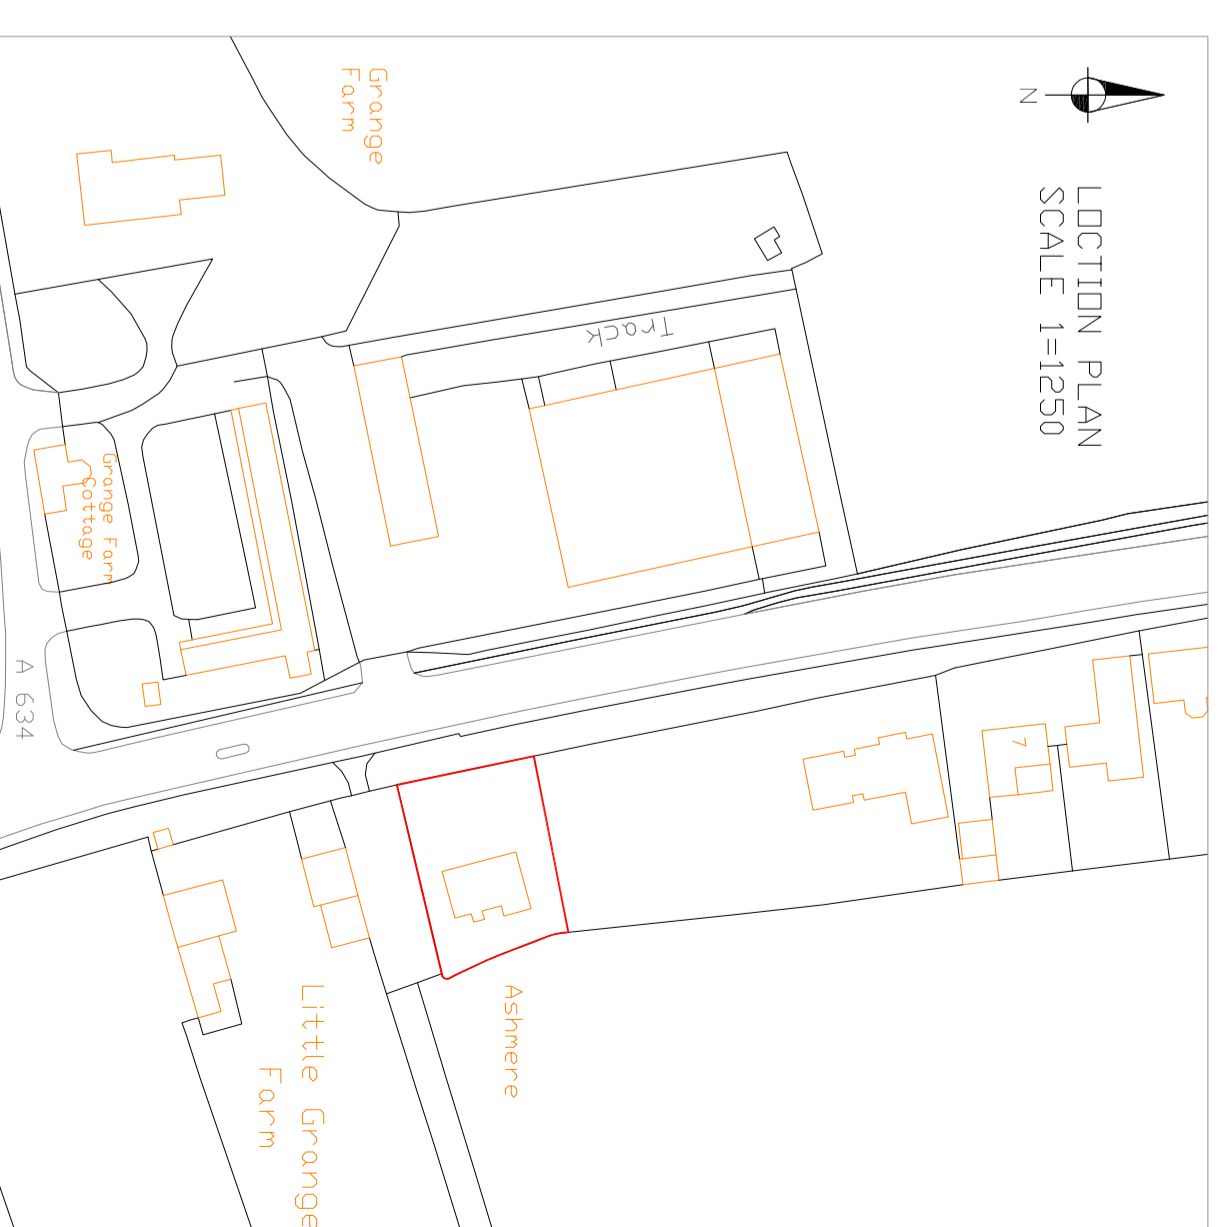 LOCTION PLAN
SCALE 1=1250
N
Grange
Farm
Track
Grange Farm
Cottage
A 634
7
Ashmere
Little Grange
Farm